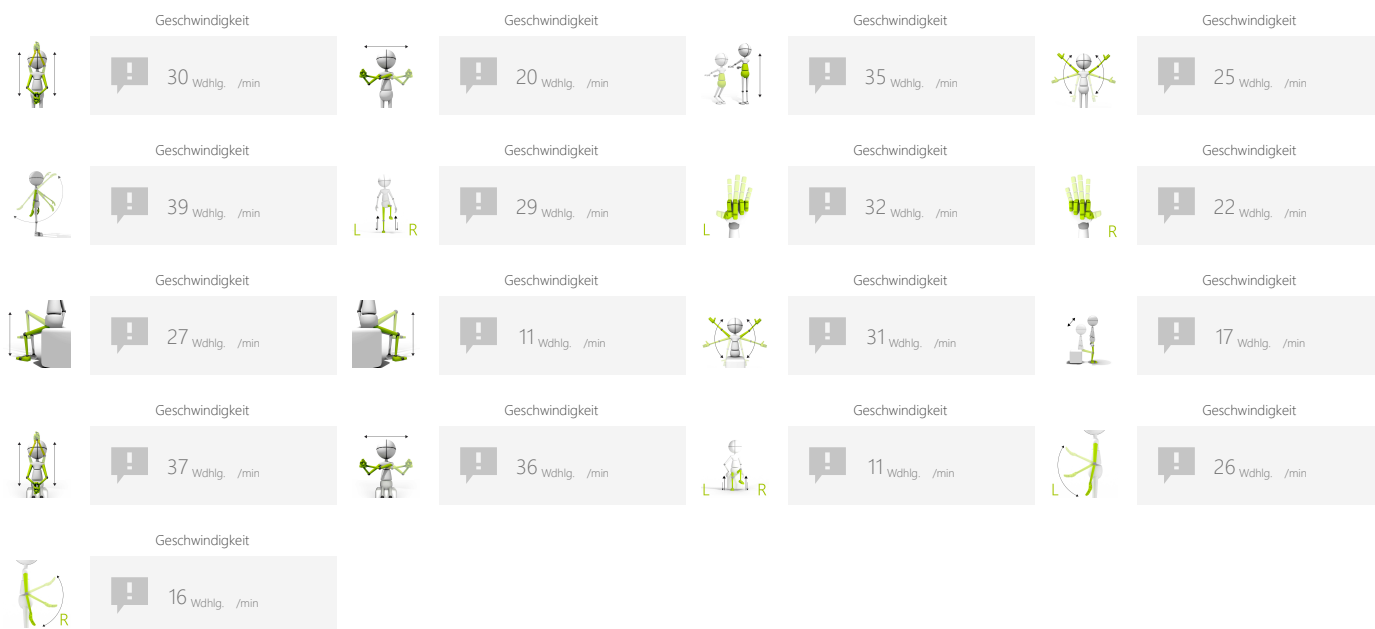 Geschwindigkeit Geschwindigkeit Geschwindigkeit Geschwindigkeit
30 Wdhlg. /min 20 Wdhlg. /min 35 Wdhlg. /min 25 Wdhlg. /min
Geschwindigkeit Geschwindigkeit Geschwindigkeit Geschwindigkeit
39 Wdhlg. /min L R 29 Wdhlg. /min L 32 Wdhlg. /min R 22 Wdhlg. /min
Geschwindigkeit Geschwindigkeit Geschwindigkeit Geschwindigkeit
27 Wdhlg. /min 11 Wdhlg. /min 31 Wdhlg. /min 17 Wdhlg. /min
Geschwindigkeit Geschwindigkeit Geschwindigkeit Geschwindigkeit
37 Wdhlg. /min 36 Wdhlg. /min L R 11 Wdhlg. /min L 26 Wdhlg. /min
Geschwindigkeit
R 16 Wdhlg. /min